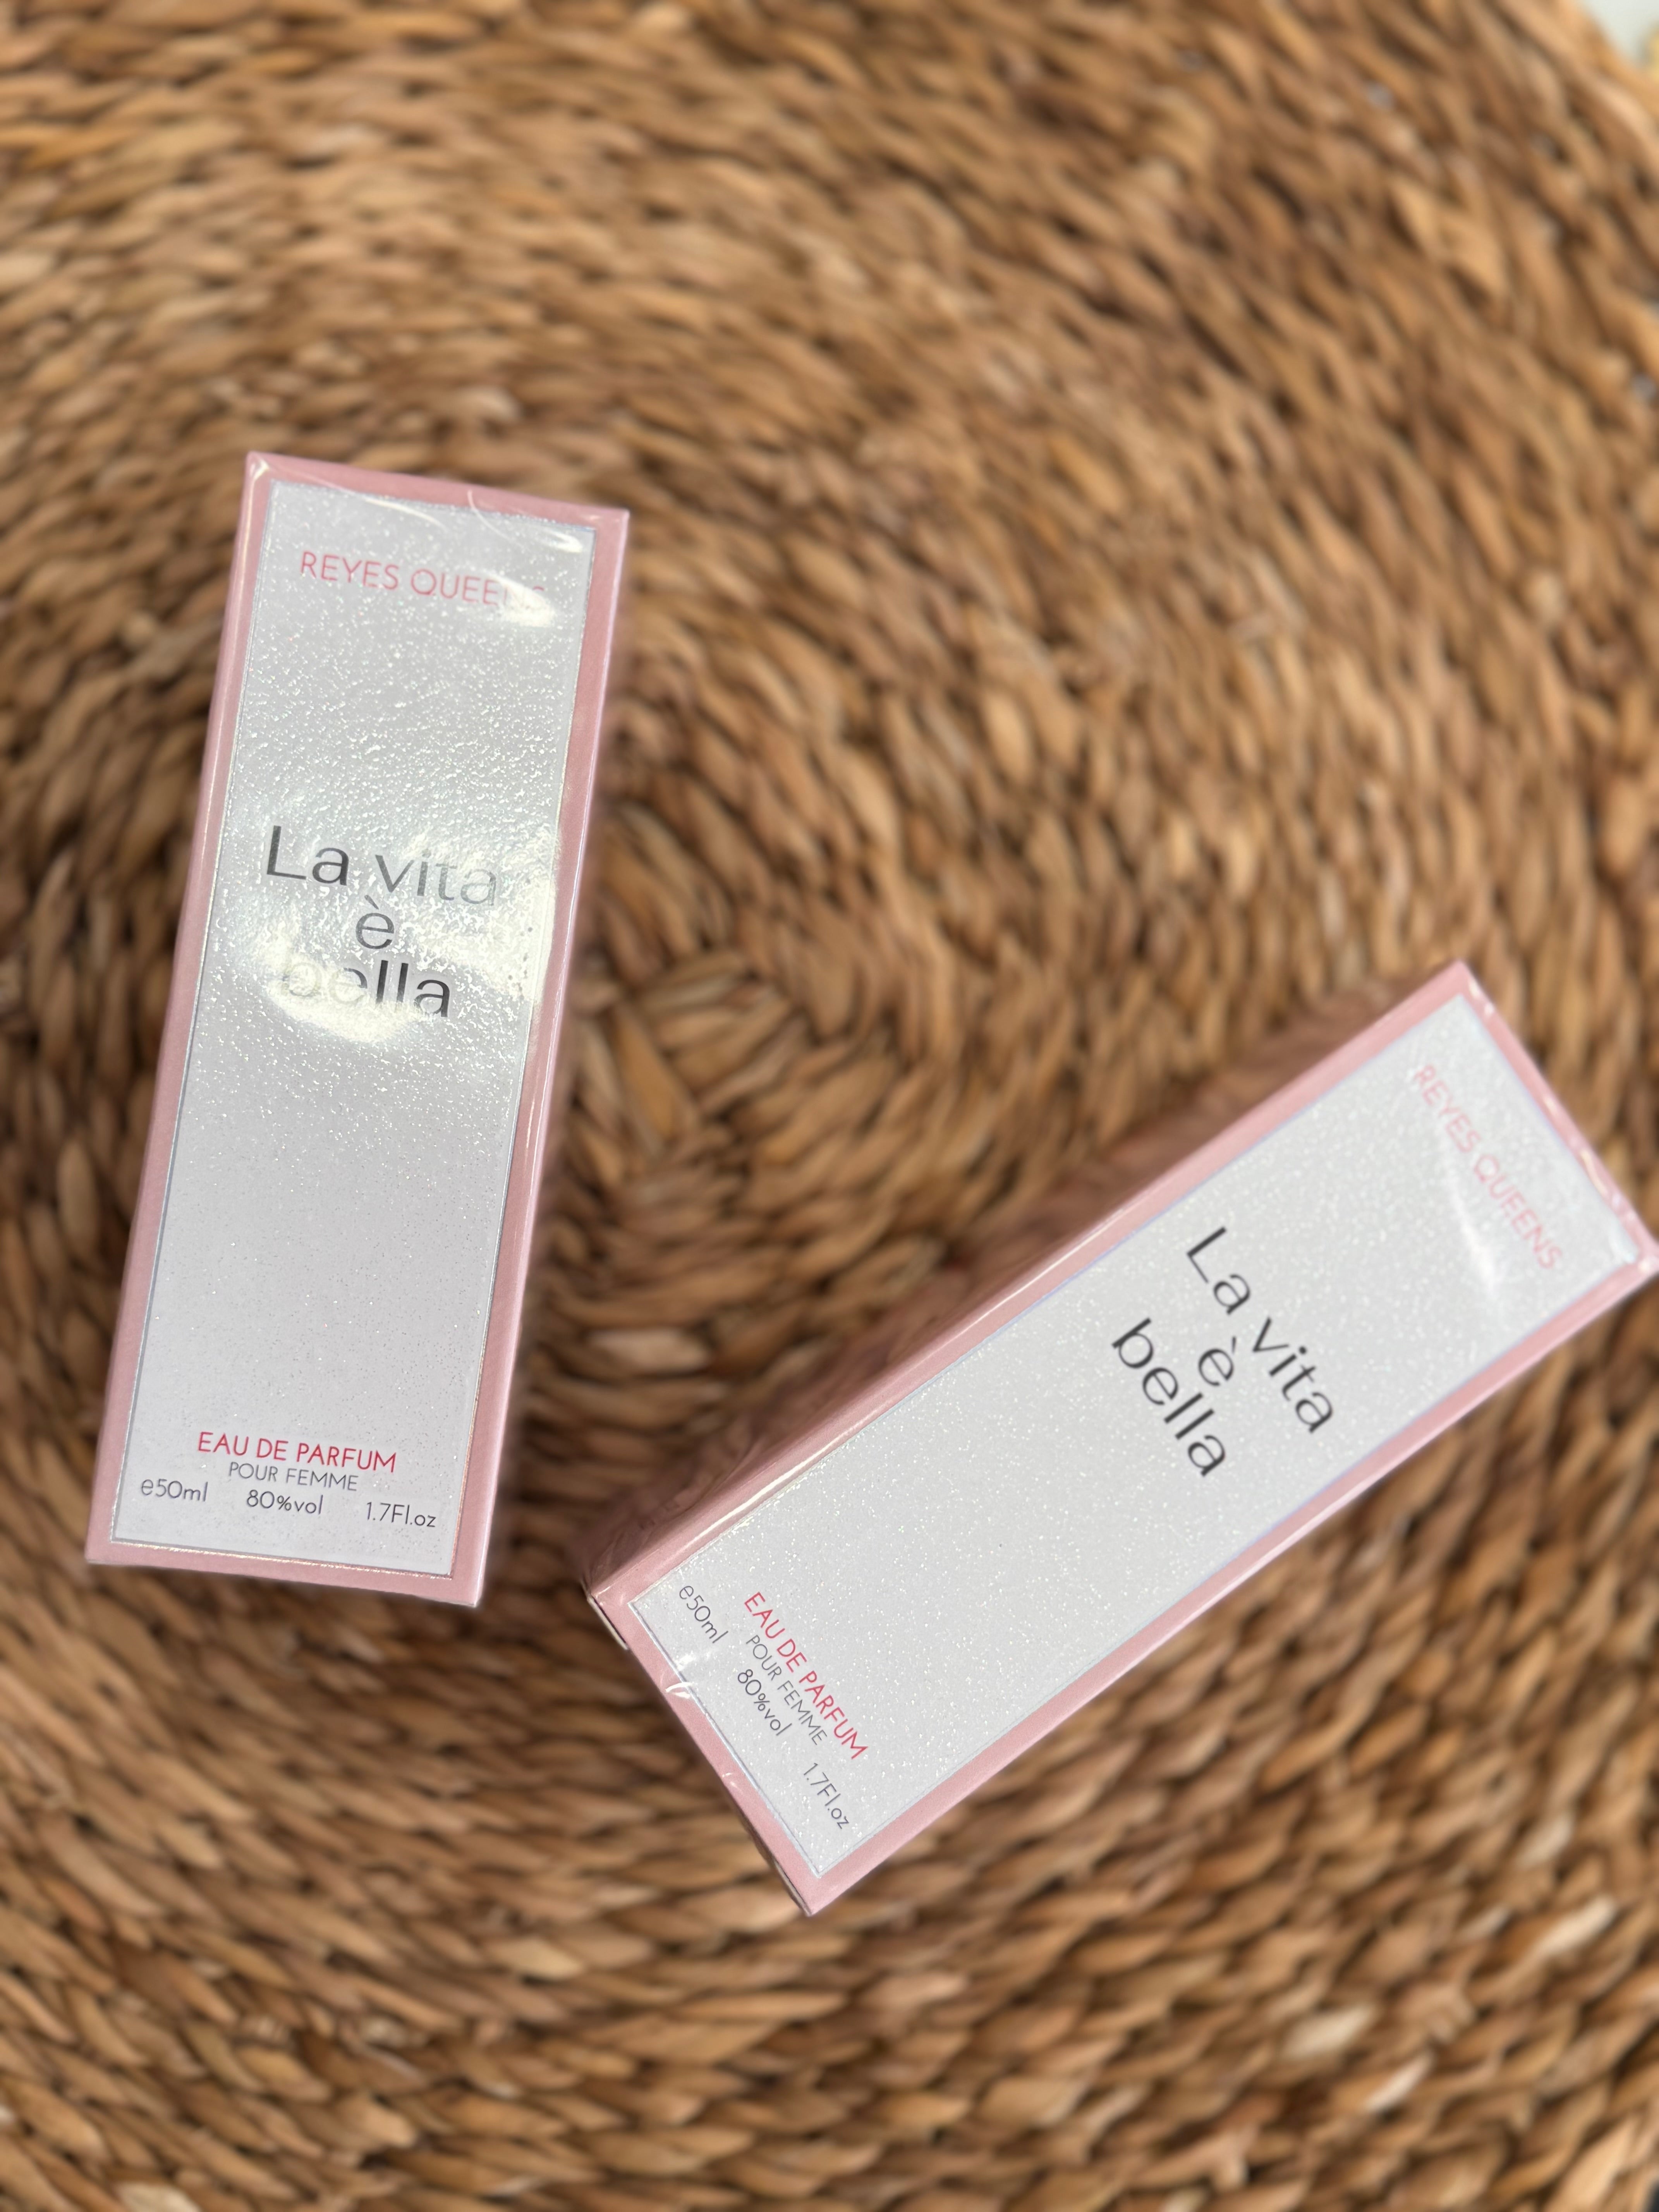 REYES QUEENS
La vita
è
bella
EAU DE PARFUM
POUR FEMME
e50ml 80%vol 1.7Fl.oz
REYES QUEENS
La vita
è
bella
EAU DE PARFUM
POUR FEMME
e50ml 80%vol 1.7Fl.oz